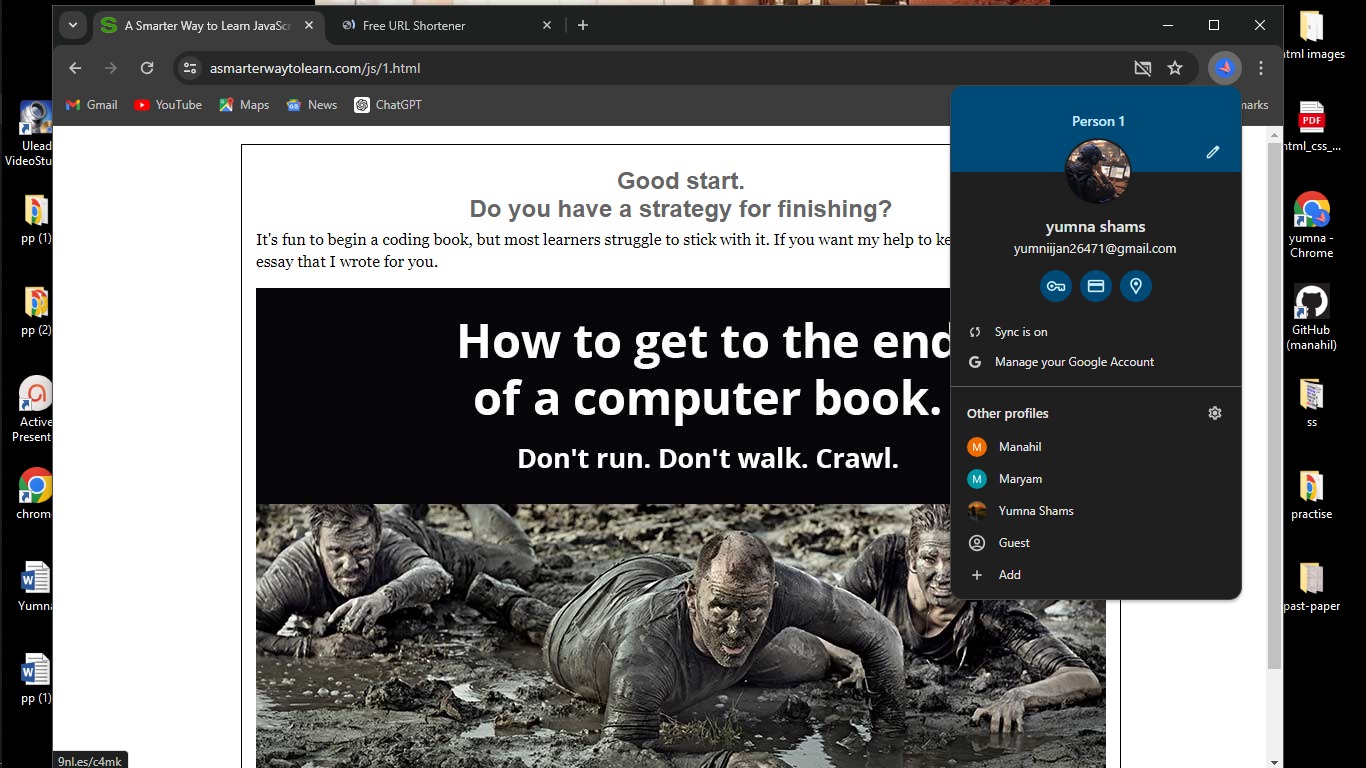 A Smarter Way to Learn JavaSc
Free URL Shortener
asmarterwaytolearn.com/js/1.html
Gmail
YouTube
Maps
News
ChatGPT
marks
Good start.
Do you have a strategy for finishing?
It's fun to begin a coding book, but most learners struggle to stick with it. If you want my help to ke
essay that I wrote for you.
How to get to the end
of a computer book.
Don't run. Don't walk. Crawl.
9nl.es/c4mk
Person 1
yumna shams
yumniijan26471@gmail.com
Sync is on
G Manage your Google Account
Other profiles
M Manahil
M Maryam
Yumna Shams
Guest
Add
Ulead
VideoStu
pp (1)
pp (2)
Active
Present
chrom
Yumna
pp (1)
html images
PDF
html_css_...
yumna -
Chrome
GitHub
(manahil)
ss
practise
past-paper